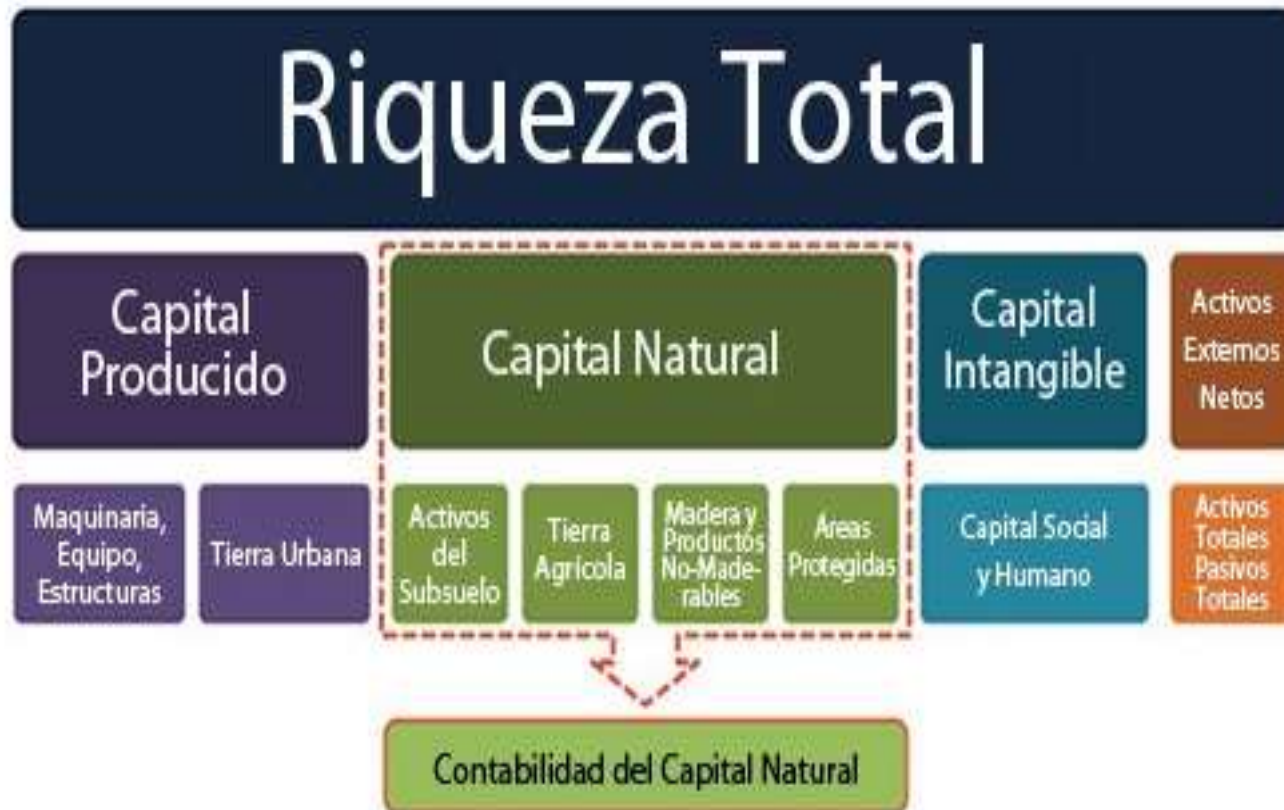 Riqueza Total
Capital
Producido
Capital Natural
Capital
Intangible
Activos
Externos
Netos
Maquinaria,
Equipo,
Estructuras
Tierra Urbana
Activos
del
Subsuelo
Tierra
Agrícola
Madera y
Productos
No-Made-
rables
Áreas
Protegidas
Capital Social
y Humano
Activos
Totales
Pasivos
Totales
Contabilidad del Capital Natural